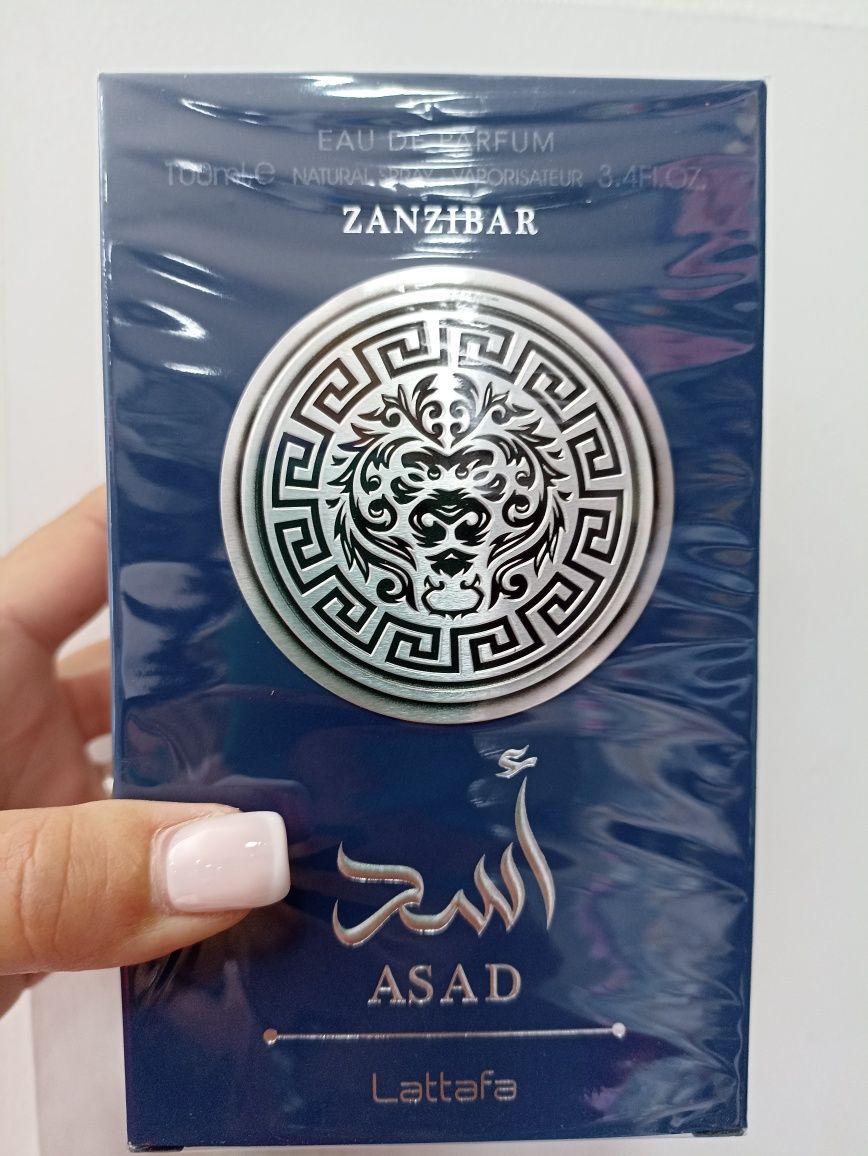 EAU DE PARFUM
100ml ℮ NATURAL SPRAY - VAPORISATEUR 3.4FL.OZ.
ZANZIBAR
أسد
ASAD
Lattafa